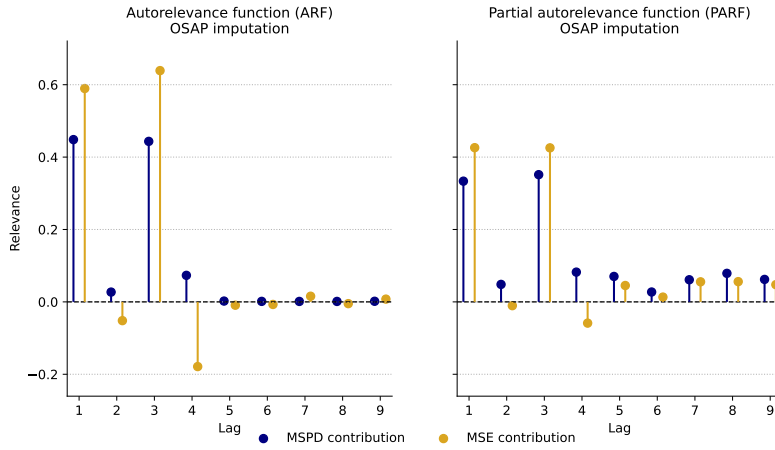 Autorelevance function (ARF)
OSAP imputation
Partial autorelevance function (PARF)
OSAP imputation
Relevance
0.6
0.4
0.2
0.0
−0.2
1 2 3 4 5 6 7 8 9
Lag
1 2 3 4 5 6 7 8 9
Lag
MSPD contribution
MSE contribution